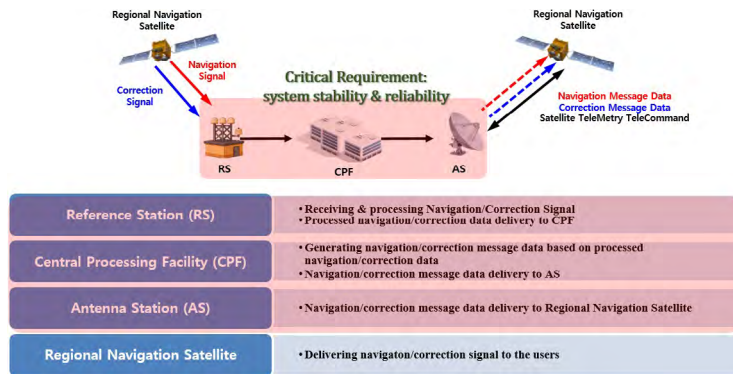 Regional Navigation
Satellite
Regional Navigation
Satellite
Navigation
Signal
Correction
Signal
Critical Requirement:
system stability & reliability
Navigation Message Data
Correction Message Data
Satellite TeleMetry TeleCommand
RS
CPF
AS
Reference Station (RS)
• Receiving & processing Navigation/Correction Signal
• Processed navigation/correction data delivery to CPF
Central Processing Facility (CPF)
• Generating navigation/correction message data based on processed
navigation/correction data
• Navigation/correction message data delivery to AS
Antenna Station (AS)
• Navigation/correction message data delivery to Regional Navigation Satellite
Regional Navigation Satellite
• Delivering navigaton/correction signal to the users